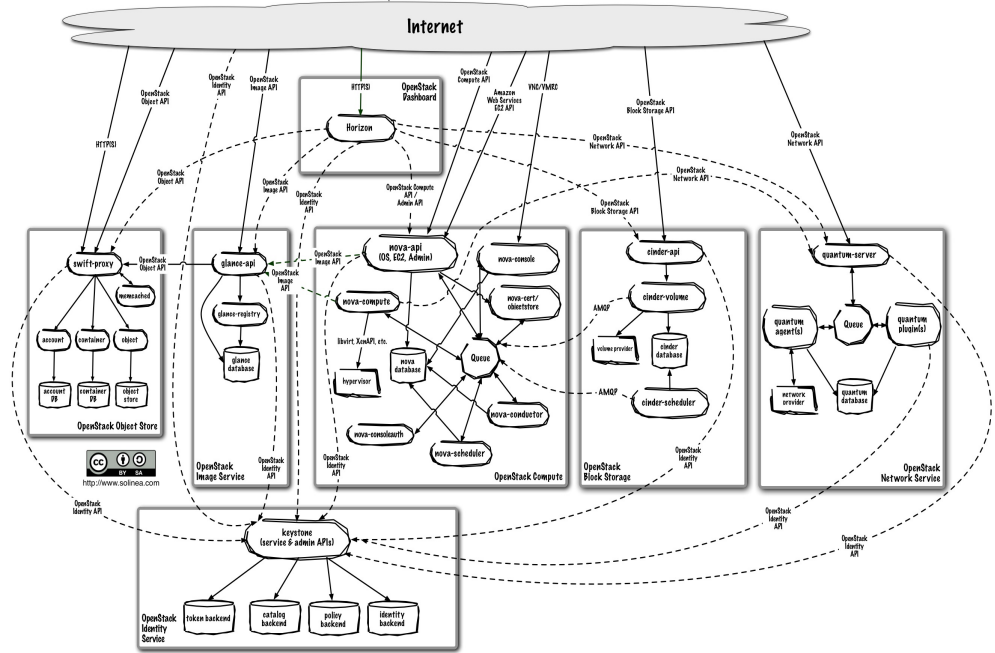 Internet
HTTP(S)
OpenStack
Object API
OpenStack
Identity
API
OpenStack
Image API
HTTP(S)
OpenStack
Dashboard
Horizon
OpenStack
Compute API
Amazon
Web Services
EC2 API
VNC/VMRC
OpenStack
Block Storage API
OpenStack
Network API
OpenStack
Network API
OpenStack
Network API
OpenStack
Object API
OpenStack
Image API
OpenStack
Identity
API
OpenStack Compute
API /
Admin API
OpenStack
Block Storage API
swift-proxy
memcached
account
container
object
account
DB
container
DB
object
store
OpenStack Object Store
OpenStack
Object API
glance-api
glance-registry
glance
database
OpenStack
Image Service
OpenStack
Image API
OpenStack
Image
API
nova-api
(OS, EC2, Admin)
nova-console
nova-compute
nova-cert/
objectstore
libvirt, XenAPI, etc.
hypervisor
nova
database
Queue
nova-conductor
nova-consoleauth
nova-scheduler
OpenStack Compute
AMQP
AMQP
cinder-api
cinder-volume
volume provider
cinder
database
cinder-scheduler
OpenStack
Block Storage
quantum-server
quantum
agent(s)
Queue
quantum
plugin(s)
network
provider
quantum
database
OpenStack
Network Service
cc
BY SA
http://www.solinea.com
OpenStack
Identity API
OpenStack
Identity
API
OpenStack
Identity
API
OpenStack
Identity
API
OpenStack
Identity
API
OpenStack
Identity
API
keystone
(service & admin APIs)
token backend
catalog
backend
policy
backend
identity
backend
OpenStack
Identity
Service